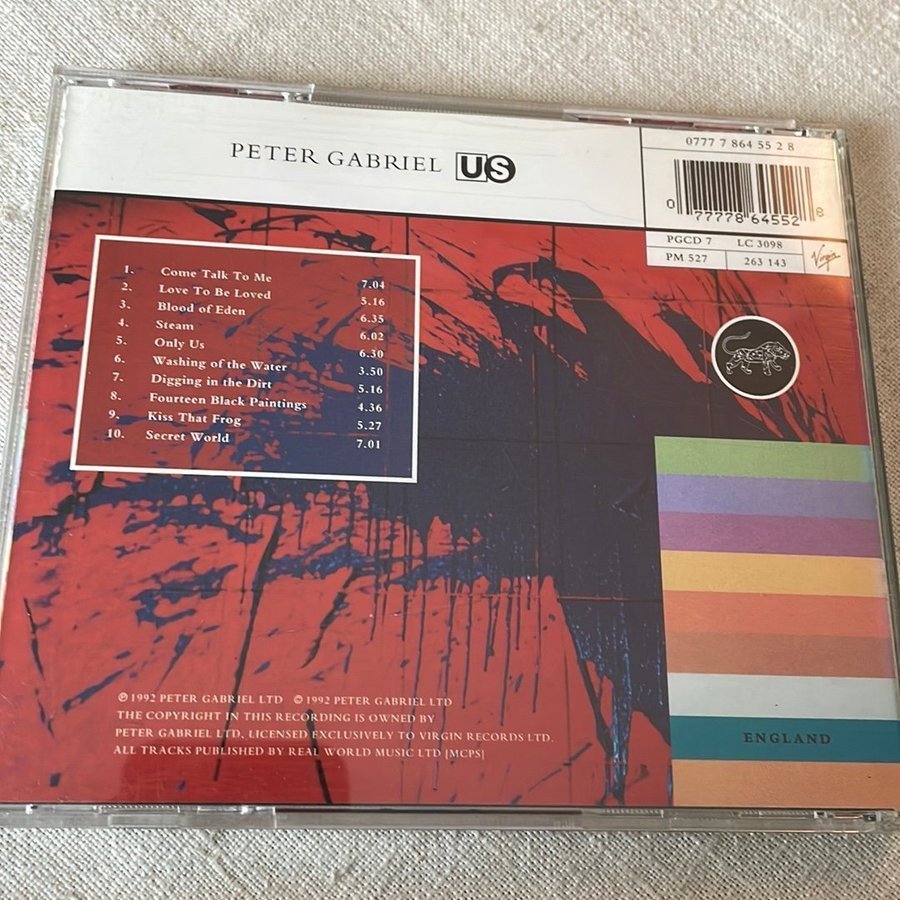 PETER GABRIEL US
0777 7 864 55 2 8
0 77778 64552 8
PGCD 7 LC 3098
PM 527 263 143
Virgin
1. Come Talk To Me 7.04
2. Love To Be Loved 5.16
3. Blood of Eden 6.35
4. Steam 6.02
5. Only Us 6.30
6. Washing of the Water 3.50
7. Digging in the Dirt 5.16
8. Fourteen Black Paintings 4.36
9. Kiss That Frog 5.27
10. Secret World 7.01
℗ 1992 PETER GABRIEL LTD © 1992 PETER GABRIEL LTD
THE COPYRIGHT IN THIS RECORDING IS OWNED BY
PETER GABRIEL LTD, LICENSED EXCLUSIVELY TO VIRGIN RECORDS LTD.
ALL TRACKS PUBLISHED BY REAL WORLD MUSIC LTD [MCPS]
ENGLAND